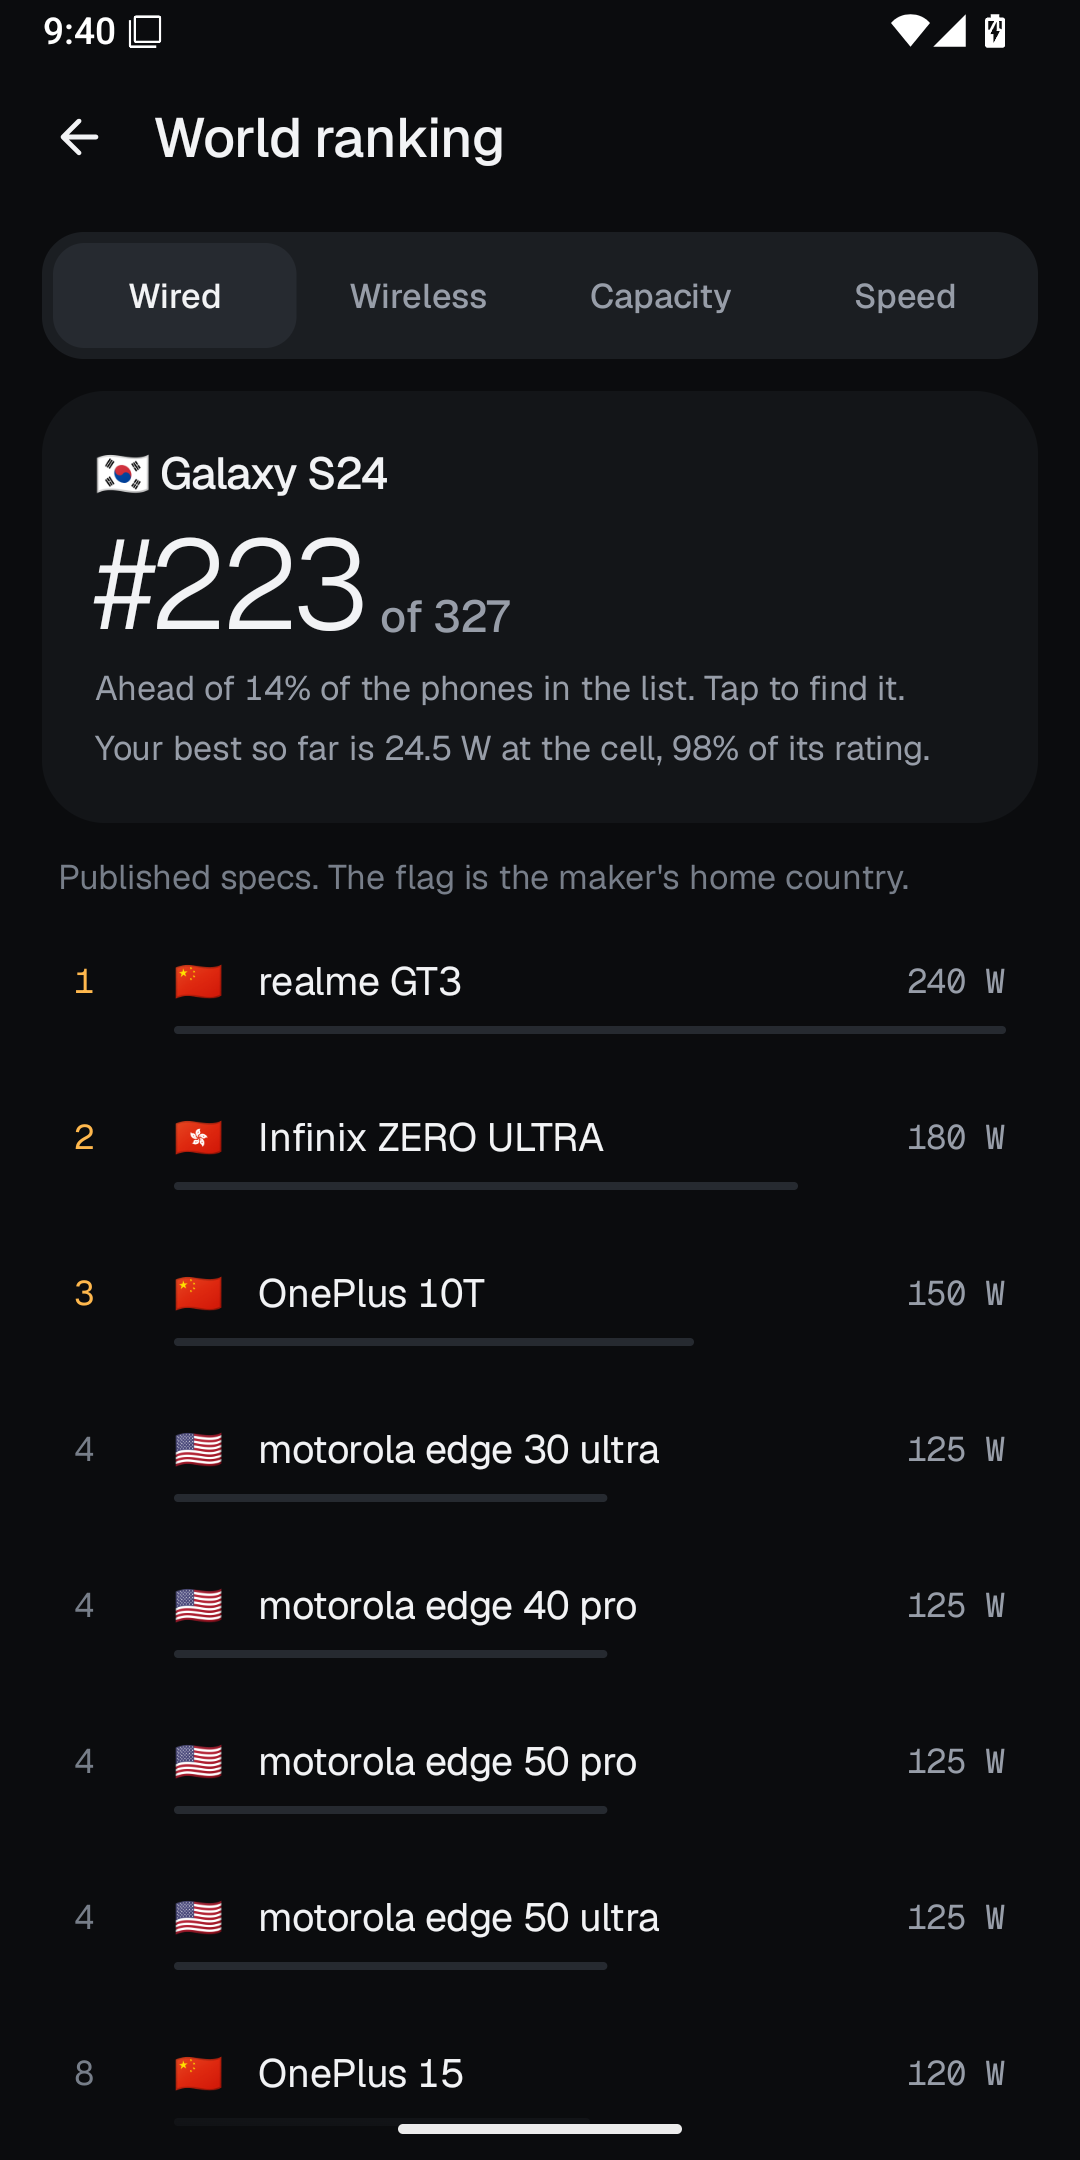 9:40
World ranking
Wired Wireless Capacity Speed
Galaxy S24
#223 of 327
Ahead of 14% of the phones in the list. Tap to find it.
Your best so far is 24.5 W at the cell, 98% of its rating.
Published specs. The flag is the maker's home country.
1 realme GT3 240 W
2 Infinix ZERO ULTRA 180 W
3 OnePlus 10T 150 W
4 motorola edge 30 ultra 125 W
4 motorola edge 40 pro 125 W
4 motorola edge 50 pro 125 W
4 motorola edge 50 ultra 125 W
8 OnePlus 15 120 W